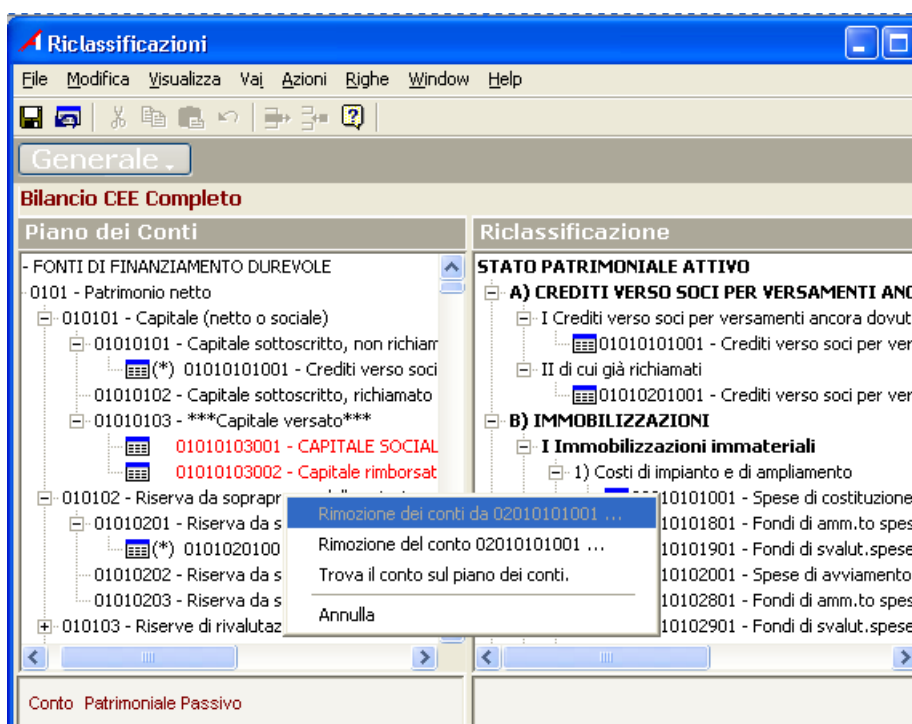 Riclassificazioni
File Modifica Visualizza Vai Azioni Righe Window Help
Generale
Bilancio CEE Completo
Piano dei Conti
- FONTI DI FINANZIAMENTO DUREVOLE
0101 - Patrimonio netto
010101 - Capitale (netto o sociale)
01010101 - Capitale sottoscritto, non richiam
(*) 01010101001 - Crediti verso soci
01010102 - Capitale sottoscritto, richiamato
01010103 - ***Capitale versato***
01010103001 - CAPITALE SOCIAL
01010103002 - Capitale rimborsat
010102 - Riserva da soprapr
01010201 - Riserva da s
(*) 0101020100
01010202 - Riserva da s
01010203 - Riserva da s
010103 - Riserve di rivalutaz
Conto Patrimoniale Passivo
Riclassificazione
STATO PATRIMONIALE ATTIVO
A) CREDITI VERSO SOCI PER VERSAMENTI ANC
I Crediti verso soci per versamenti ancora dovut
01010101001 - Crediti verso soci per ver
II di cui già richiamati
01010201001 - Crediti verso soci per ver
B) IMMOBILIZZAZIONI
I Immobilizzazioni immateriali
1) Costi di impianto e di ampliamento
10101001 - Spese di costituzione
10101801 - Fondi di amm.to spes
10101901 - Fondi di svalut.spese
10102001 - Spese di avviamento
10102801 - Fondi di amm.to spes
10102901 - Fondi di svalut.spese
Rimozione dei conti da 02010101001 ...
Rimozione del conto 02010101001 ...
Trova il conto sul piano dei conti.
Annulla